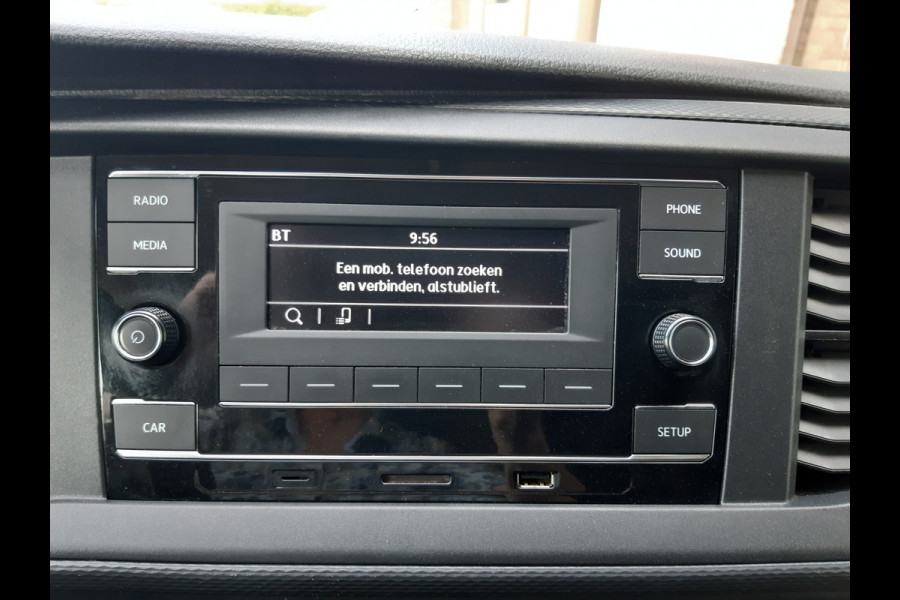 RADIO
PHONE
BT 9:56
MEDIA
SOUND
Een mob. telefoon zoeken
en verbinden, alstublieft.
CAR
SETUP